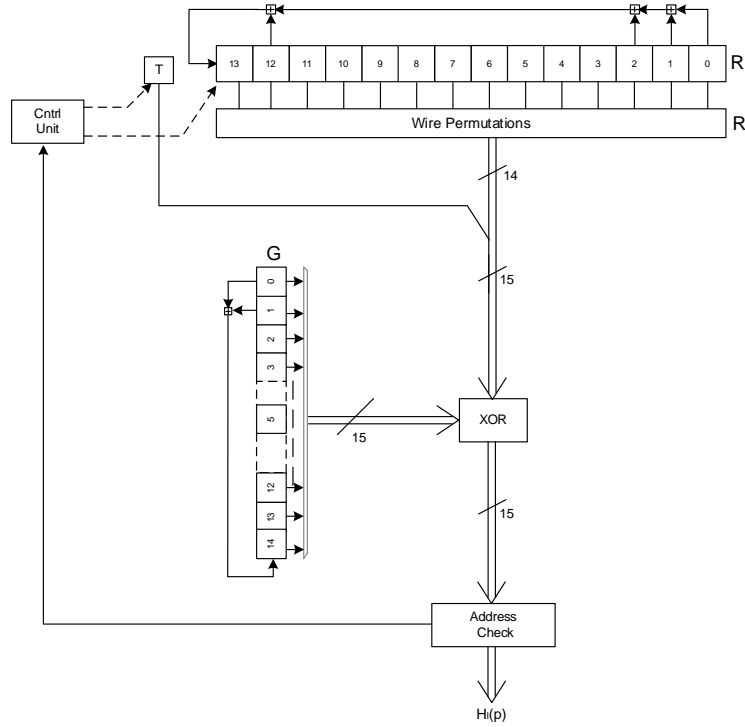 13 12 11 10 9 8 7 6 5 4 3 2 1 0 R
T
Cntrl
Unit
Wire Permutations R
14
15
G
0
1
2
3
5
12
13
14
15
XOR
15
Address
Check
Hl(p)